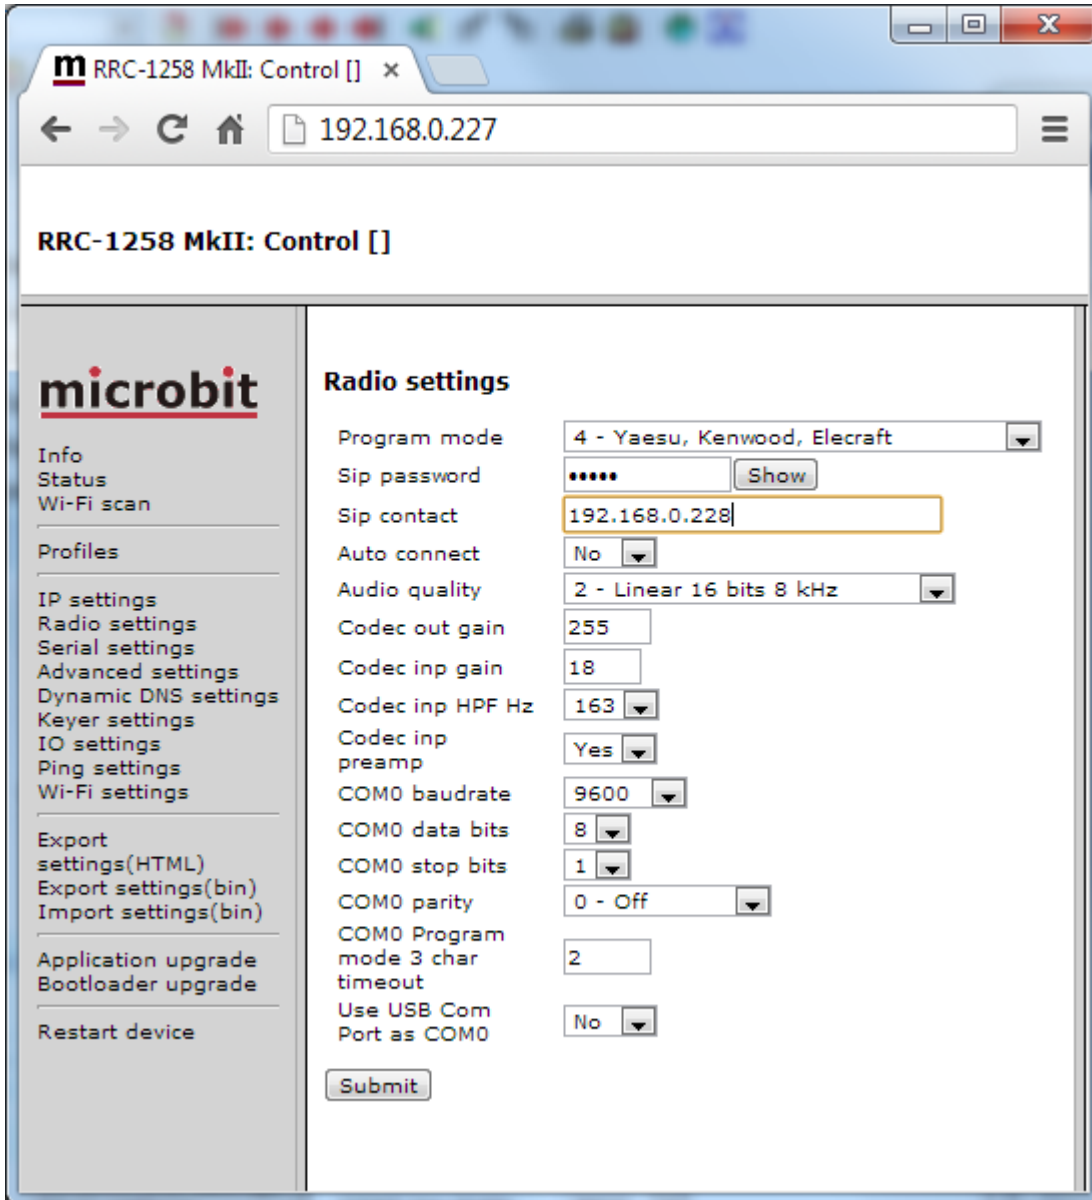 RRC-1258 MkII: Control []
192.168.0.227
RRC-1258 MkII: Control []
microbit
Info
Status
Wi-Fi scan
Profiles
IP settings
Radio settings
Serial settings
Advanced settings
Dynamic DNS settings
Keyer settings
IO settings
Ping settings
Wi-Fi settings
Export
settings(HTML)
Export settings(bin)
Import settings(bin)
Application upgrade
Bootloader upgrade
Restart device
Radio settings
Program mode 4 - Yaesu, Kenwood, Elecraft
Sip password ••••• Show
Sip contact 192.168.0.228
Auto connect No
Audio quality 2 - Linear 16 bits 8 kHz
Codec out gain 255
Codec inp gain 18
Codec inp HPF Hz 163
Codec inp
preamp Yes
COM0 baudrate 9600
COM0 data bits 8
COM0 stop bits 1
COM0 parity 0 - Off
COM0 Program
mode 3 char 2
timeout
Use USB Com
Port as COM0 No
Submit